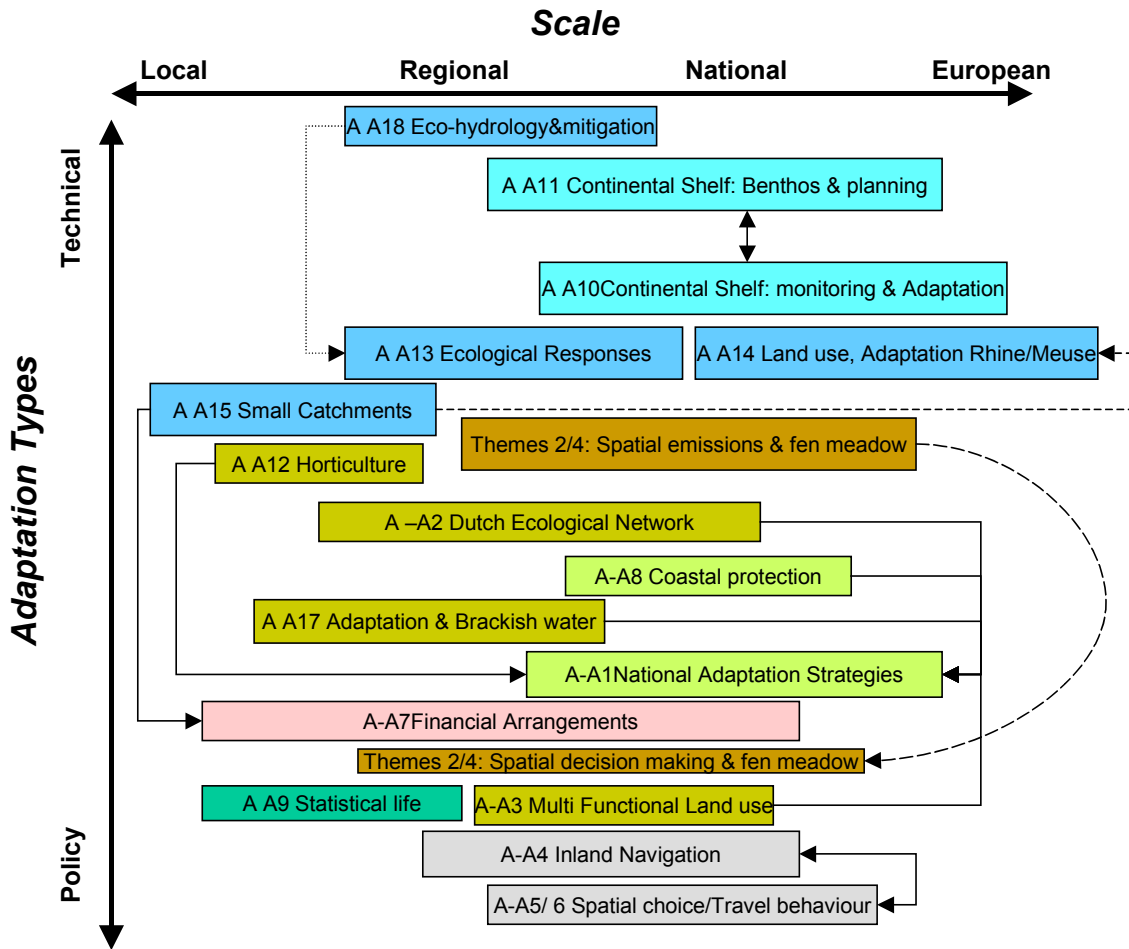 Scale
Local Regional National European
Technical
Adaptation Types
Policy
A A18 Eco-hydrology&mitigation
A A11 Continental Shelf: Benthos & planning
A A10Continental Shelf: monitoring & Adaptation
A A13 Ecological Responses
A A14 Land use, Adaptation Rhine/Meuse
A A15 Small Catchments
Themes 2/4: Spatial emissions & fen meadow
A A12 Horticulture
A –A2 Dutch Ecological Network
A-A8 Coastal protection
A A17 Adaptation & Brackish water
A-A1National Adaptation Strategies
A-A7Financial Arrangements
Themes 2/4: Spatial decision making & fen meadow
A A9 Statistical life
A-A3 Multi Functional Land use
A-A4 Inland Navigation
A-A5/ 6 Spatial choice/Travel behaviour